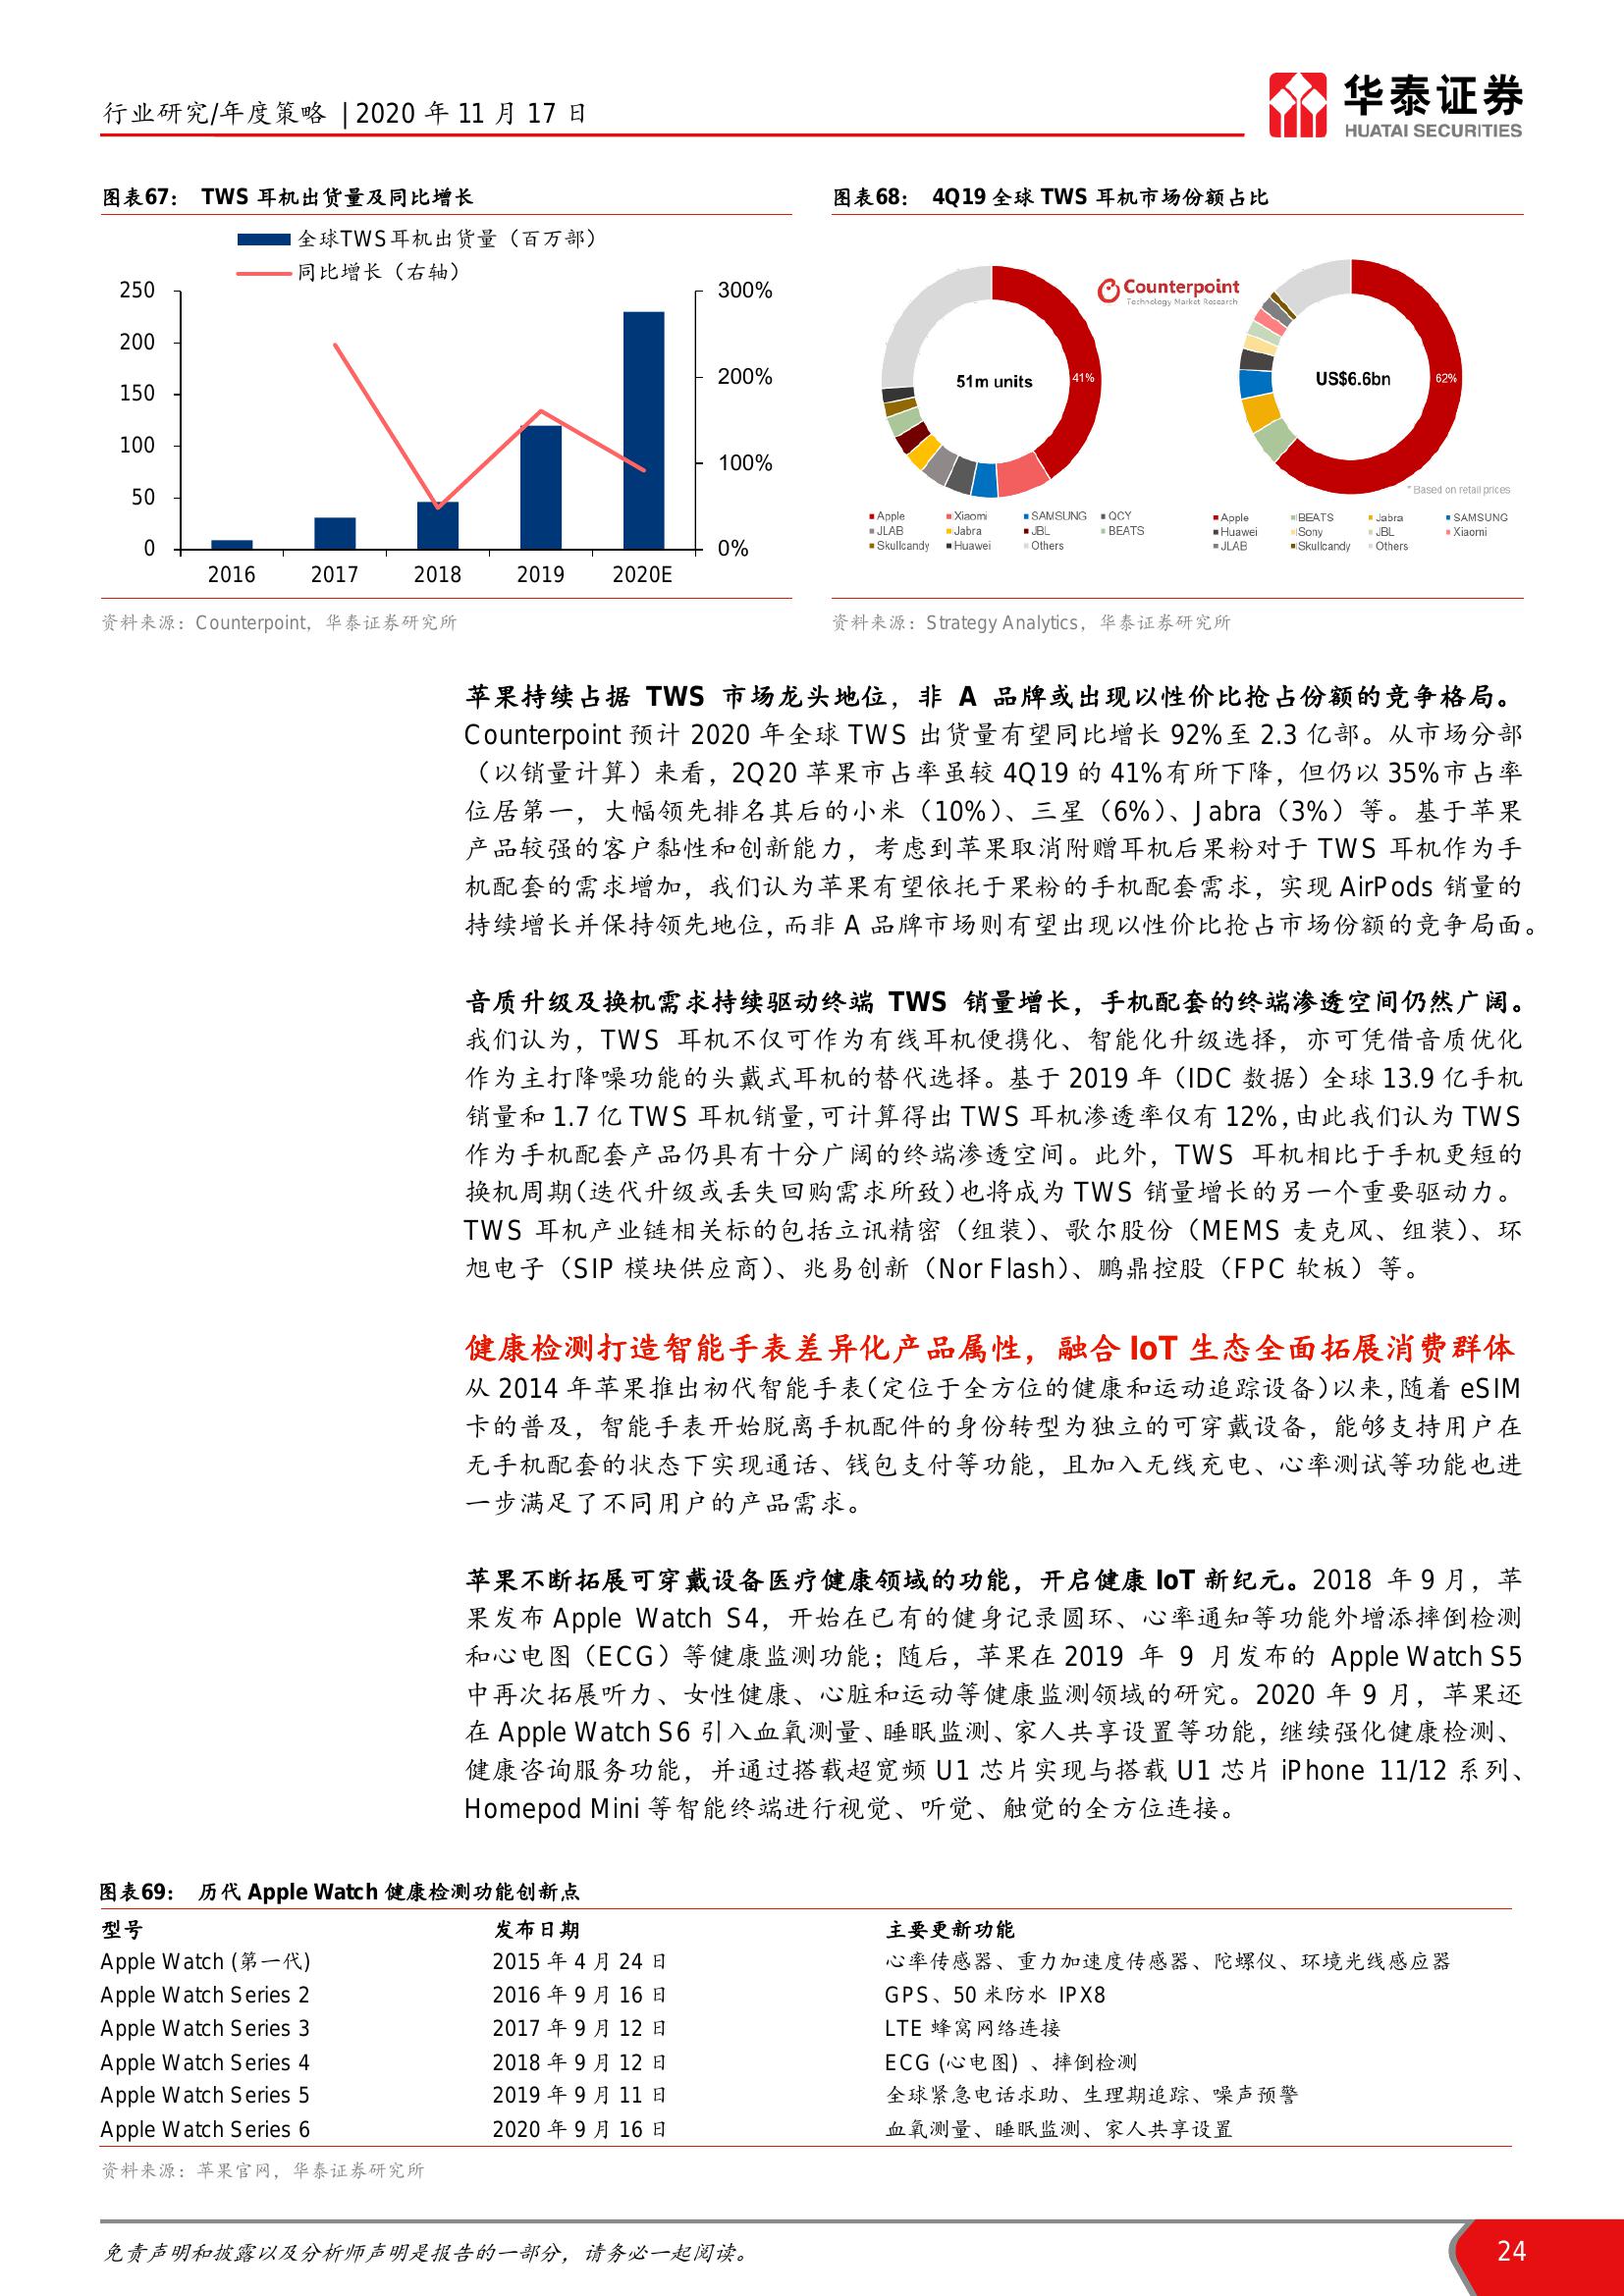 行业研究/年度策略 | 2020 年 11 月 17 日
华泰证券
HUATAI SECURITIES
图表67： TWS 耳机出货量及同比增长
全球TWS耳机出货量（百万部）
同比增长（右轴）
250
200
150
100
50
0
300%
200%
100%
0%
2016 2017 2018 2019 2020E
资料来源：Counterpoint，华泰证券研究所
图表68： 4Q19 全球 TWS 耳机市场份额占比
Counterpoint
Technology Market Research
51m units
41%
US$6.6bn
62%
* Based on retail prices
Apple Xiaomi SAMSUNG QCY
JLAB Jabra JBL BEATS
Skullcandy Huawei Others
Apple BEATS Jabra SAMSUNG
Huawei Sony JBL Xiaomi
JLAB Skullcandy Others
资料来源：Strategy Analytics，华泰证券研究所
苹果持续占据 TWS 市场龙头地位，非 A 品牌或出现以性价比抢占份额的竞争格局。
Counterpoint 预计 2020 年全球 TWS 出货量有望同比增长 92%至 2.3 亿部。从市场分部
（以销量计算）来看，2Q20 苹果市占率虽较 4Q19 的 41%有所下降，但仍以 35%市占率
位居第一，大幅领先排名其后的小米（10%）、三星（6%）、Jabra（3%）等。基于苹果
产品较强的客户黏性和创新能力，考虑到苹果取消附赠耳机后果粉对于 TWS 耳机作为手
机配套的需求增加，我们认为苹果有望依托于果粉的手机配套需求，实现 AirPods 销量的
持续增长并保持领先地位，而非 A 品牌市场则有望出现以性价比抢占市场份额的竞争局面。
音质升级及换机需求持续驱动终端 TWS 销量增长，手机配套的终端渗透空间仍然广阔。
我们认为，TWS 耳机不仅可作为有线耳机便携化、智能化升级选择，亦可凭借音质优化
作为主打降噪功能的头戴式耳机的替代选择。基于 2019 年（IDC 数据）全球 13.9 亿手机
销量和 1.7 亿 TWS 耳机销量，可计算得出 TWS 耳机渗透率仅有 12%，由此我们认为 TWS
作为手机配套产品仍具有十分广阔的终端渗透空间。此外，TWS 耳机相比于手机更短的
换机周期（迭代升级或丢失回购需求所致）也将成为 TWS 销量增长的另一个重要驱动力。
TWS 耳机产业链相关标的包括立讯精密（组装）、歌尔股份（MEMS 麦克风、组装）、环
旭电子（SIP 模块供应商）、兆易创新（Nor Flash）、鹏鼎控股（FPC 软板）等。
健康检测打造智能手表差异化产品属性，融合 IoT 生态全面拓展消费群体
从 2014 年苹果推出初代智能手表（定位于全方位的健康和运动追踪设备）以来，随着 eSIM
卡的普及，智能手表开始脱离手机配件的身份转型为独立的可穿戴设备，能够支持用户在
无手机配套的状态下实现通话、钱包支付等功能，且加入无线充电、心率测试等功能也进
一步满足了不同用户的产品需求。
苹果不断拓展可穿戴设备医疗健康领域的功能，开启健康 IoT 新纪元。2018 年 9 月，苹
果发布 Apple Watch S4，开始在已有的健身记录圆环、心率通知等功能外增添摔倒检测
和心电图（ECG）等健康监测功能；随后，苹果在 2019 年 9 月发布的 Apple Watch S5
中再次拓展听力、女性健康、心脏和运动等健康监测领域的研究。2020 年 9 月，苹果还
在 Apple Watch S6 引入血氧测量、睡眠监测、家人共享设置等功能，继续强化健康检测、
健康咨询服务功能，并通过搭载超宽频 U1 芯片实现与搭载 U1 芯片 iPhone 11/12 系列、
Homepod Mini 等智能终端进行视觉、听觉、触觉的全方位连接。
图表69： 历代 Apple Watch 健康检测功能创新点
型号 发布日期 主要更新功能
Apple Watch (第一代) 2015 年 4 月 24 日 心率传感器、重力加速度传感器、陀螺仪、环境光线感应器
Apple Watch Series 2 2016 年 9 月 16 日 GPS、50 米防水 IPX8
Apple Watch Series 3 2017 年 9 月 12 日 LTE 蜂窝网络连接
Apple Watch Series 4 2018 年 9 月 12 日 ECG (心电图) 、摔倒检测
Apple Watch Series 5 2019 年 9 月 11 日 全球紧急电话求助、生理期追踪、噪声预警
Apple Watch Series 6 2020 年 9 月 16 日 血氧测量、睡眠监测、家人共享设置
资料来源：苹果官网，华泰证券研究所
免责声明和披露以及分析师声明是报告的一部分，请务必一起阅读。
24